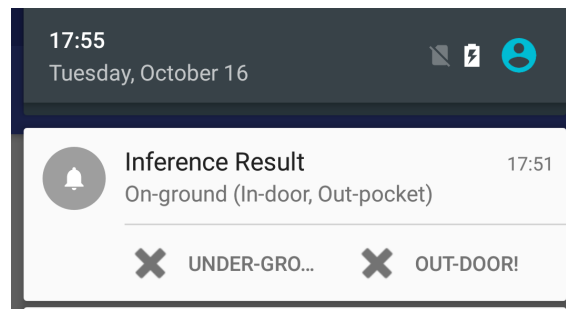 17:55
Tuesday, October 16
Inference Result 17:51
On-ground (In-door, Out-pocket)
UNDER-GRO... OUT-DOOR!